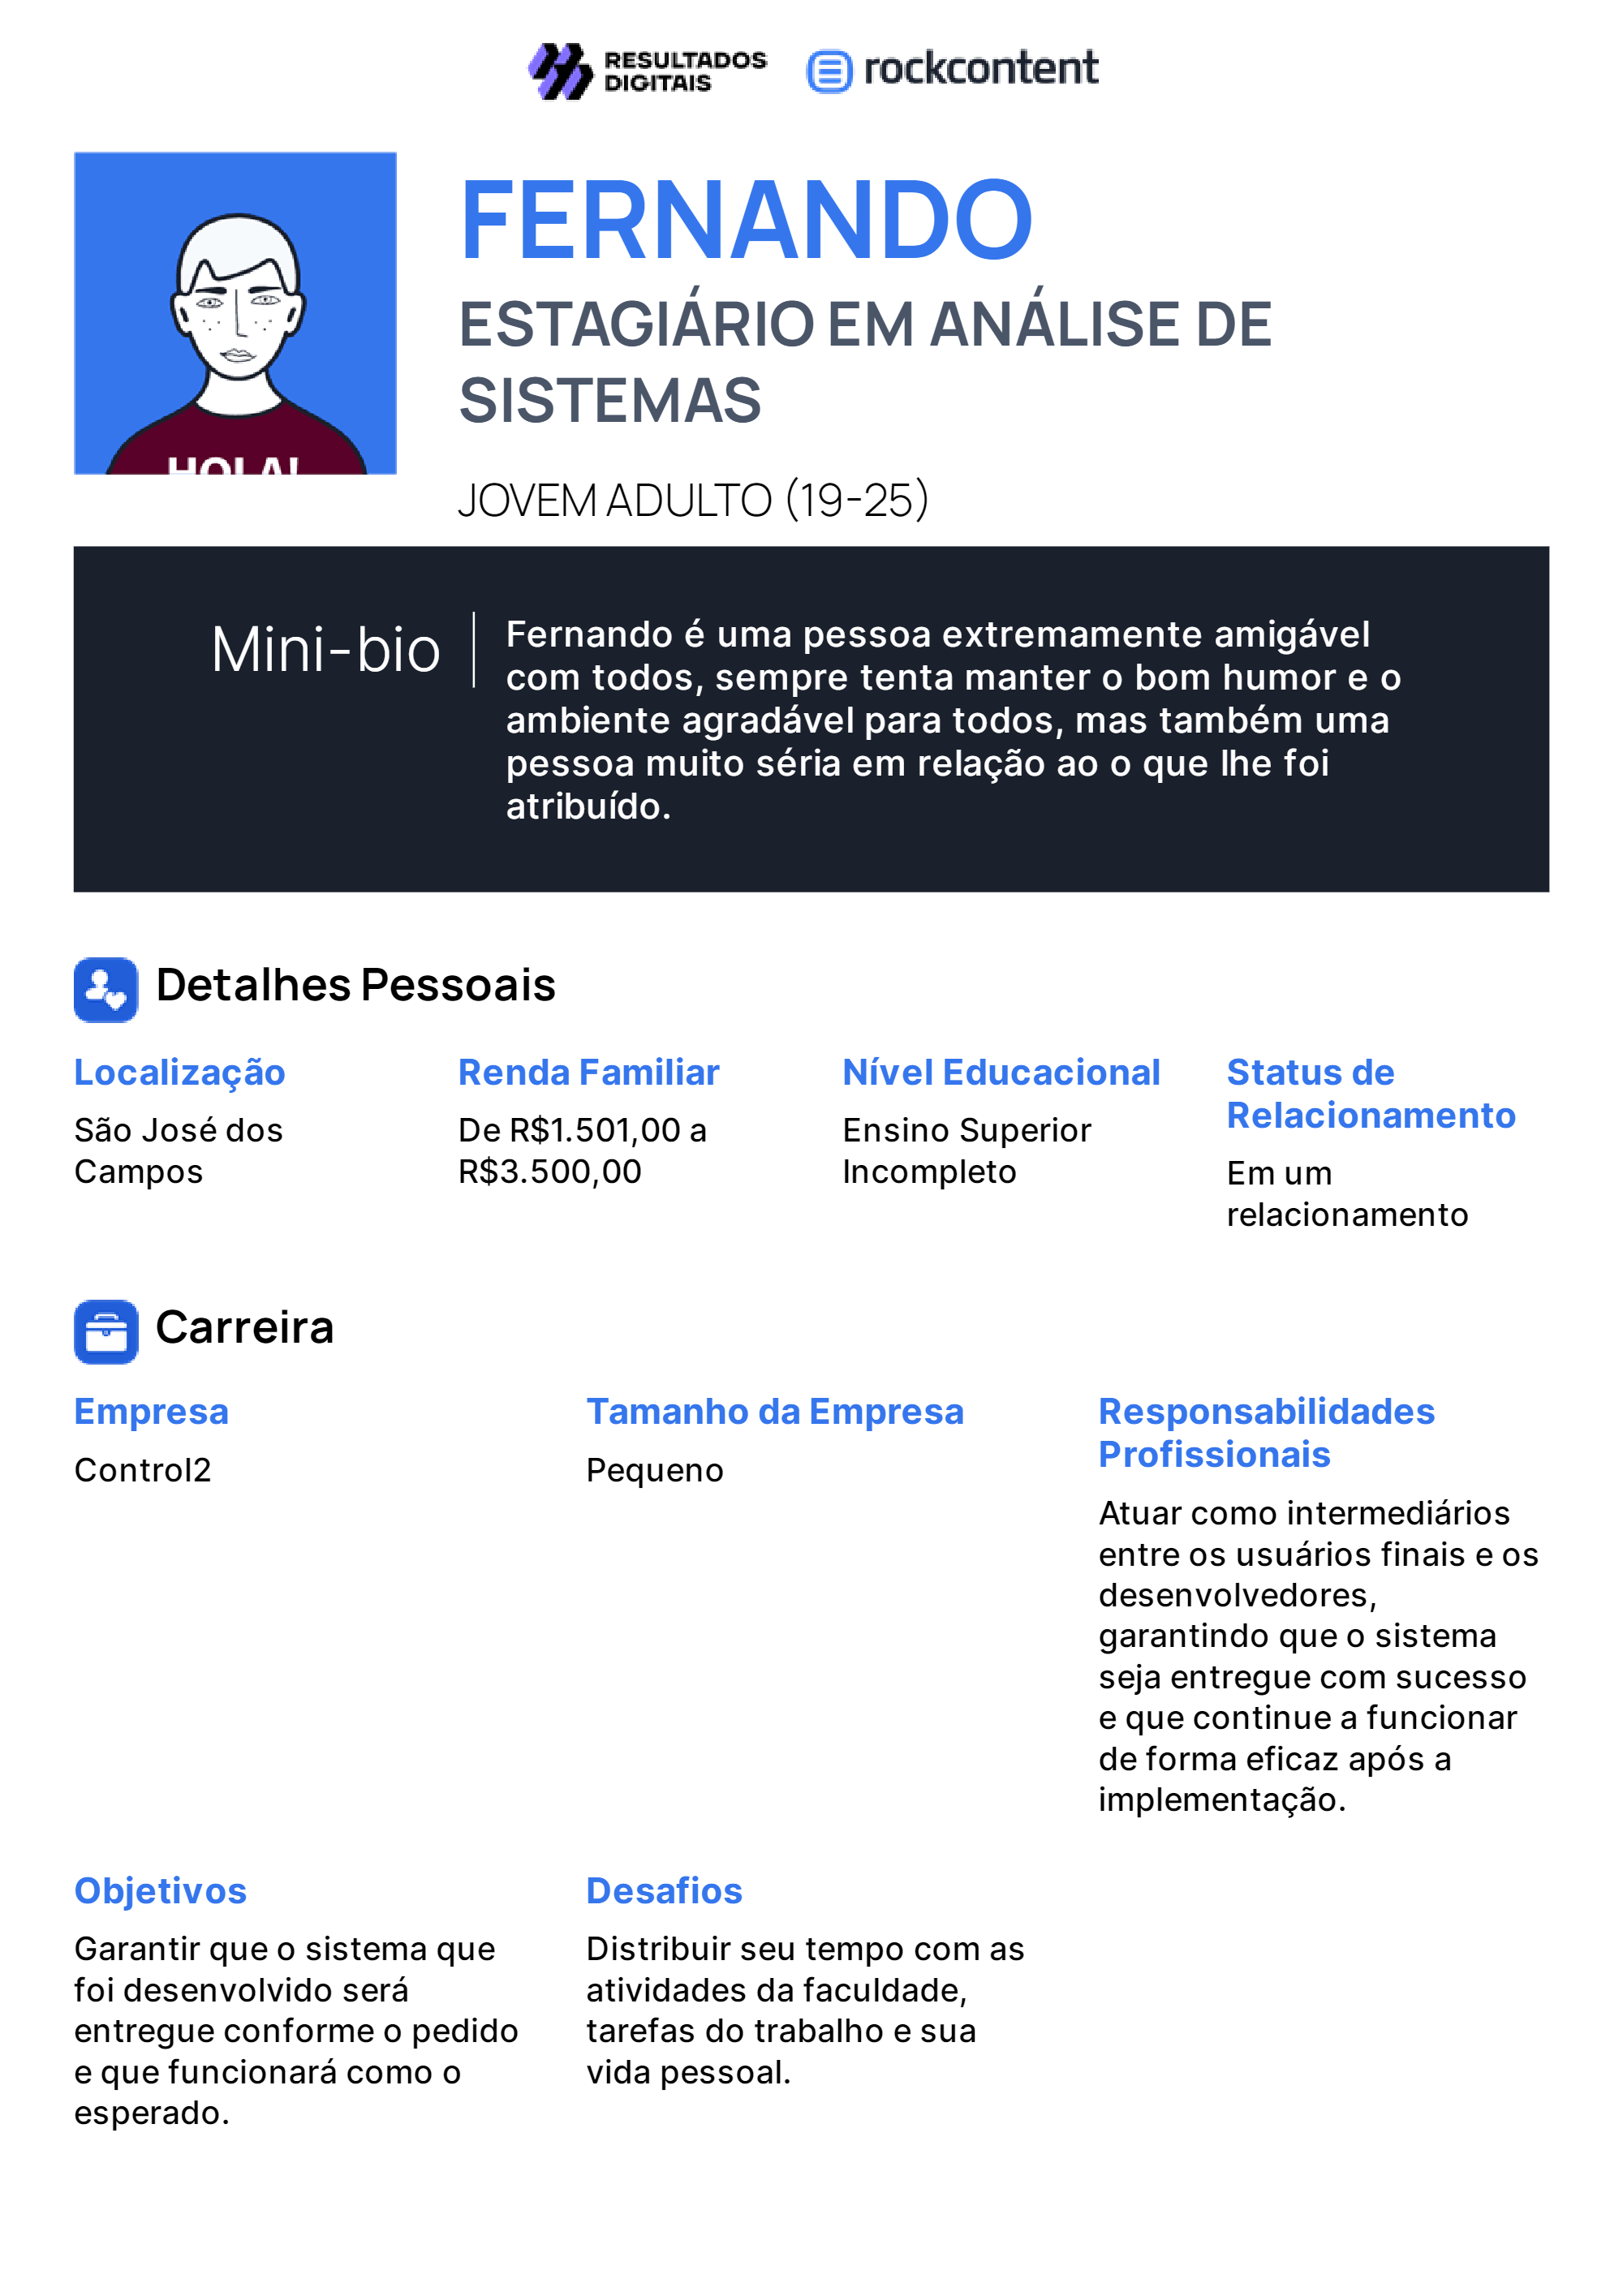 RESULTADOS
DIGITAIS
rockcontent
HOLA!
FERNANDO
ESTAGIÁRIO EM ANÁLISE DE
SISTEMAS
JOVEM ADULTO (19-25)
Mini-bio
Fernando é uma pessoa extremamente amigável
com todos, sempre tenta manter o bom humor e o
ambiente agradável para todos, mas também uma
pessoa muito séria em relação ao o que lhe foi
atribuído.
Detalhes Pessoais
Localização
São José dos
Campos
Renda Familiar
De R$1.501,00 a
R$3.500,00
Nível Educacional
Ensino Superior
Incompleto
Status de
Relacionamento
Em um
relacionamento
Carreira
Empresa
Control2
Tamanho da Empresa
Pequeno
Responsabilidades
Profissionais
Atuar como intermediários
entre os usuários finais e os
desenvolvedores,
garantindo que o sistema
seja entregue com sucesso
e que continue a funcionar
de forma eficaz após a
implementação.
Objetivos
Garantir que o sistema que
foi desenvolvido será
entregue conforme o pedido
e que funcionará como o
esperado.
Desafios
Distribuir seu tempo com as
atividades da faculdade,
tarefas do trabalho e sua
vida pessoal.